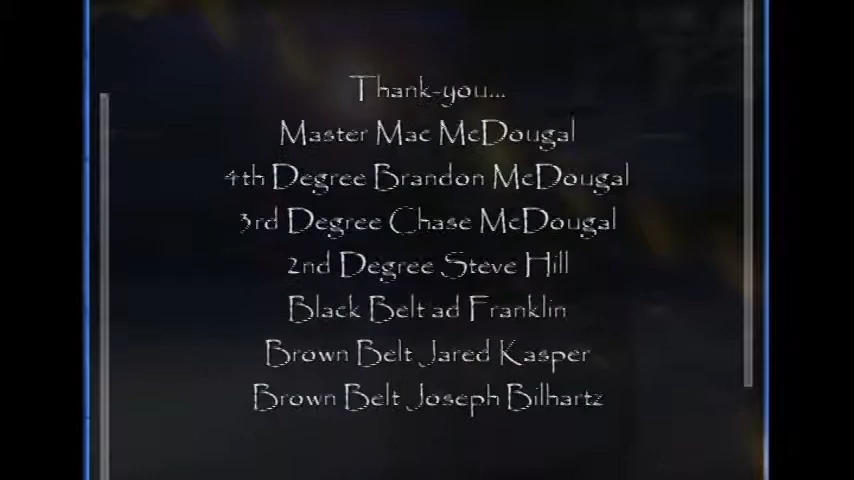 Thank-you...
Master Mac McDougal
4th Degree Brandon McDougal
3rd Degree Chase McDougal
2nd Degree Steve Hill
Black Belt ad Franklin
Brown Belt Jared Kasper
Brown Belt Joseph Bilhartz